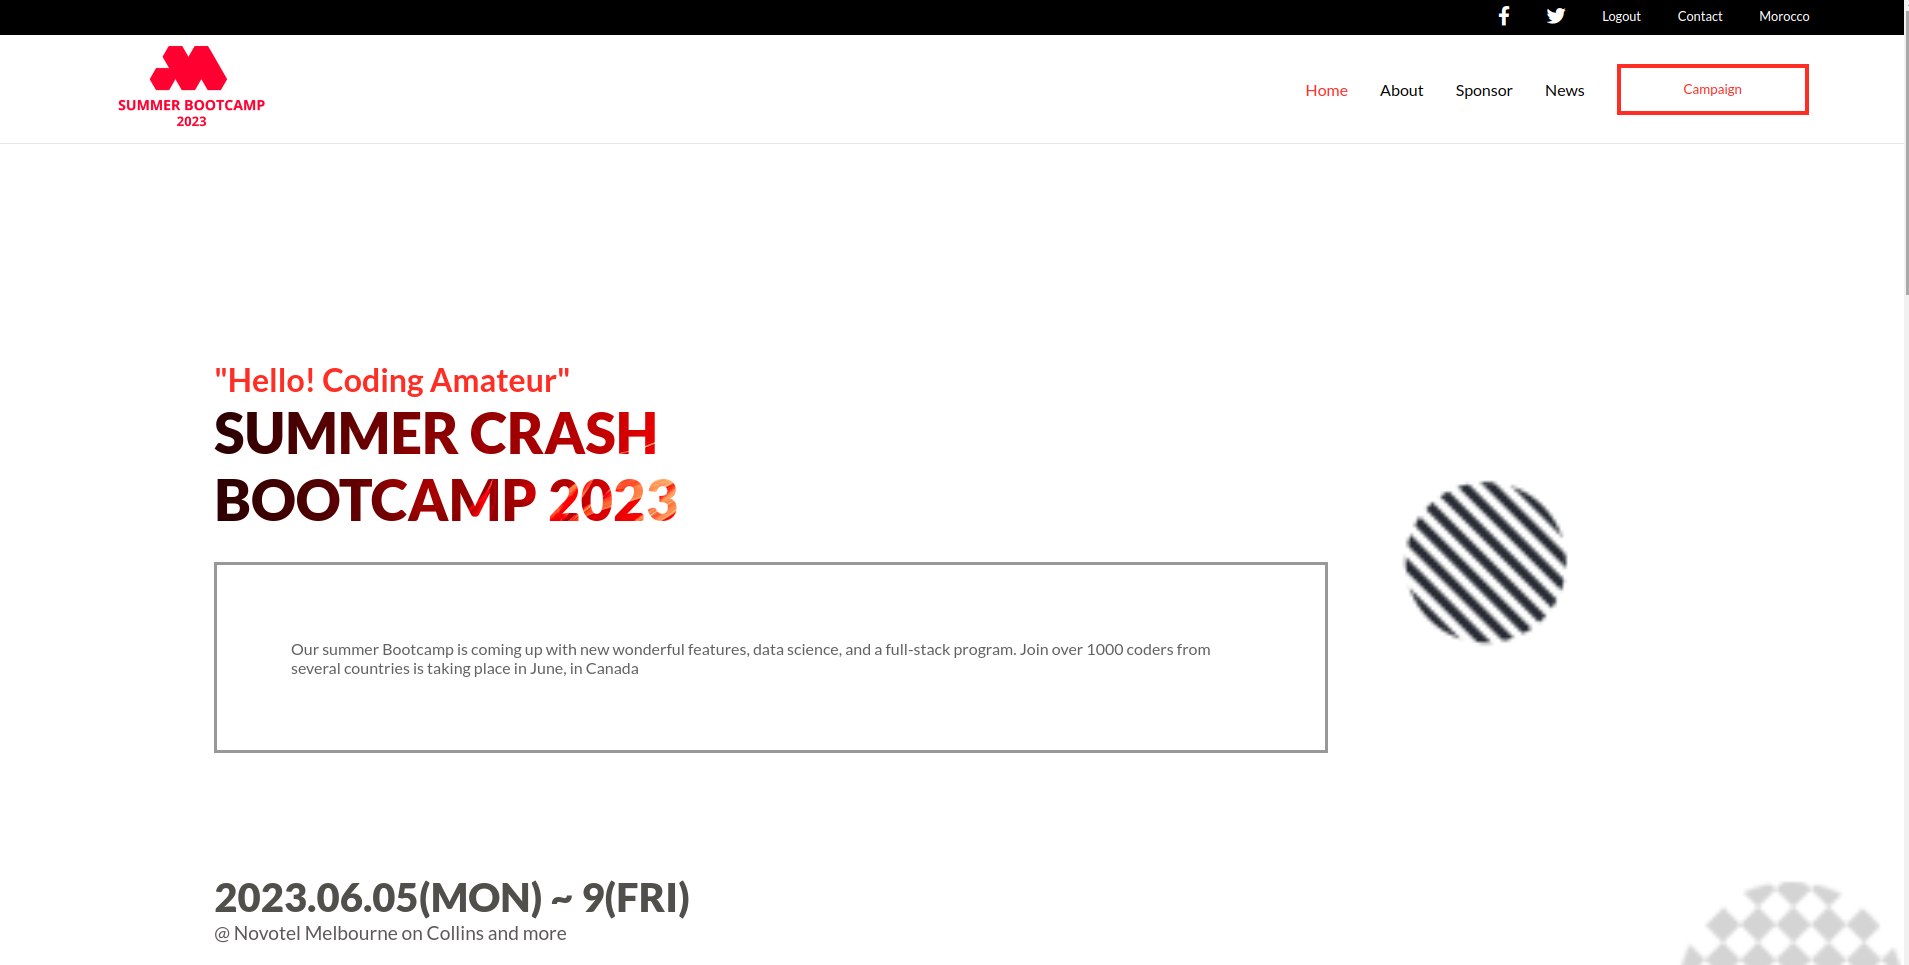 Logout Contact Morocco
SUMMER BOOTCAMP
2023
Home About Sponsor News Campaign
"Hello! Coding Amateur"
SUMMER CRASH
BOOTCAMP 2023
Our summer Bootcamp is coming up with new wonderful features, data science, and a full-stack program. Join over 1000 coders from
several countries is taking place in June, in Canada
2023.06.05(MON) ~ 9(FRI)
@ Novotel Melbourne on Collins and more